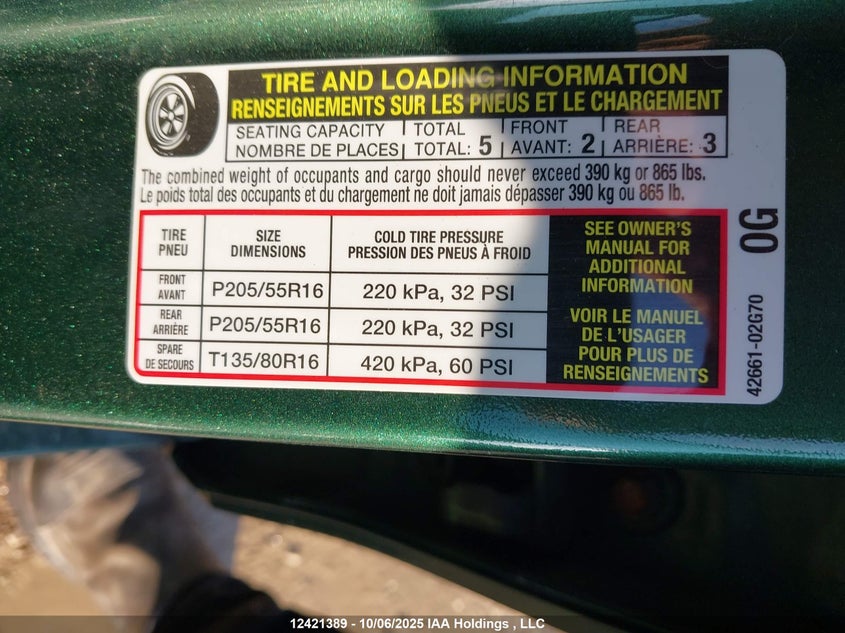 TIRE AND LOADING INFORMATION
RENSEIGNEMENTS SUR LES PNEUS ET LE CHARGEMENT
SEATING CAPACITY TOTAL FRONT REAR
NOMBRE DE PLACES TOTAL: 5 AVANT: 2 ARRIÈRE: 3
The combined weight of occupants and cargo should never exceed 390 kg or 865 lbs.
Le poids total des occupants et du chargement ne doit jamais dépasser 390 kg ou 865 lb.
TIRE
PNEU
SIZE
DIMENSIONS
COLD TIRE PRESSURE
PRESSION DES PNEUS À FROID
FRONT
AVANT
P205/55R16
220 kPa, 32 PSI
REAR
ARRIÈRE
P205/55R16
220 kPa, 32 PSI
SPARE
DE SECOURS
T135/80R16
420 kPa, 60 PSI
SEE OWNER'S
MANUAL FOR
ADDITIONAL
INFORMATION
VOIR LE MANUEL
DE L'USAGER
POUR PLUS DE
RENSEIGNEMENTS
0G
42661-02G70
12421389 - 10/06/2025 IAA Holdings , LLC